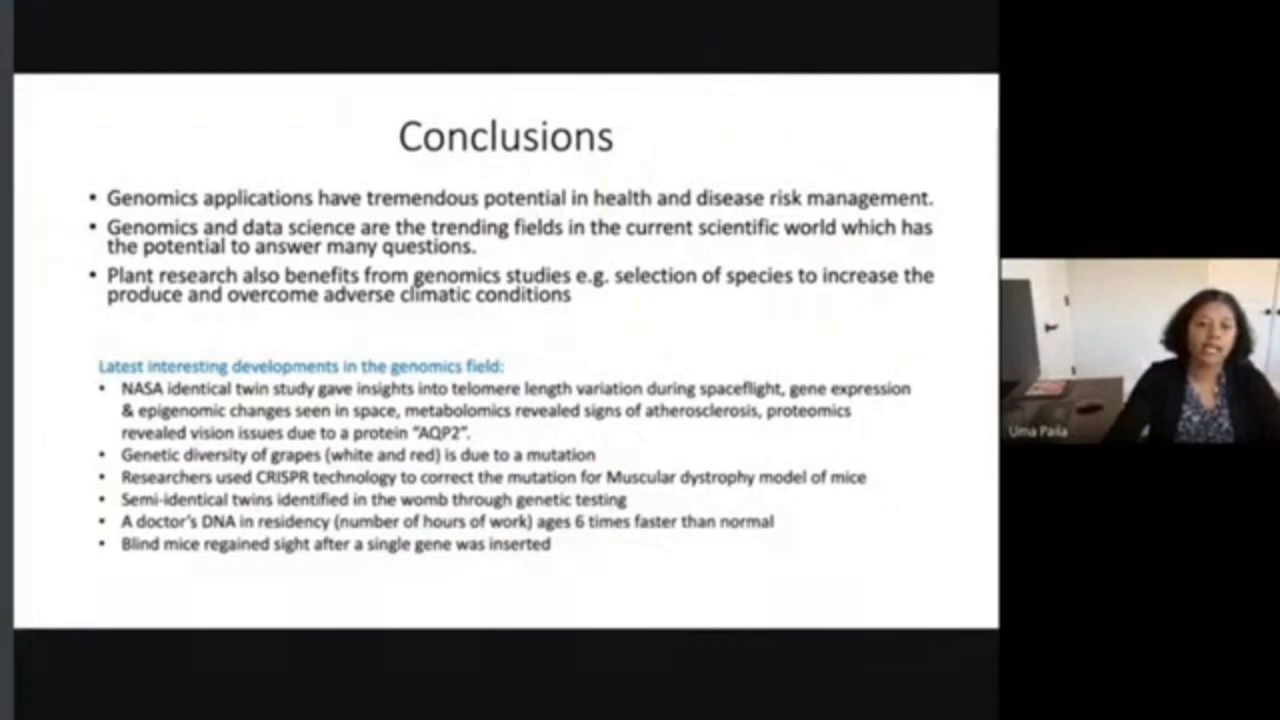 Conclusions
• Genomics applications have tremendous potential in health and disease risk management.
• Genomics and data science are the trending fields in the current scientific world which has
the potential to answer many questions.
• Plant research also benefits from genomics studies e.g. selection of species to increase the
produce and overcome adverse climatic conditions
Latest interesting developments in the genomics field:
• NASA identical twin study gave insights into telomere length variation during spaceflight, gene expression
& epigenomic changes seen in space, metabolomics revealed signs of atherosclerosis, proteomics
revealed vision issues due to a protein “AQP2”.
• Genetic diversity of grapes (white and red) is due to a mutation
• Researchers used CRISPR technology to correct the mutation for Muscular dystrophy model of mice
• Semi-identical twins identified in the womb through genetic testing
• A doctor’s DNA in residency (number of hours of work) ages 6 times faster than normal
• Blind mice regained sight after a single gene was inserted
Uma Paila